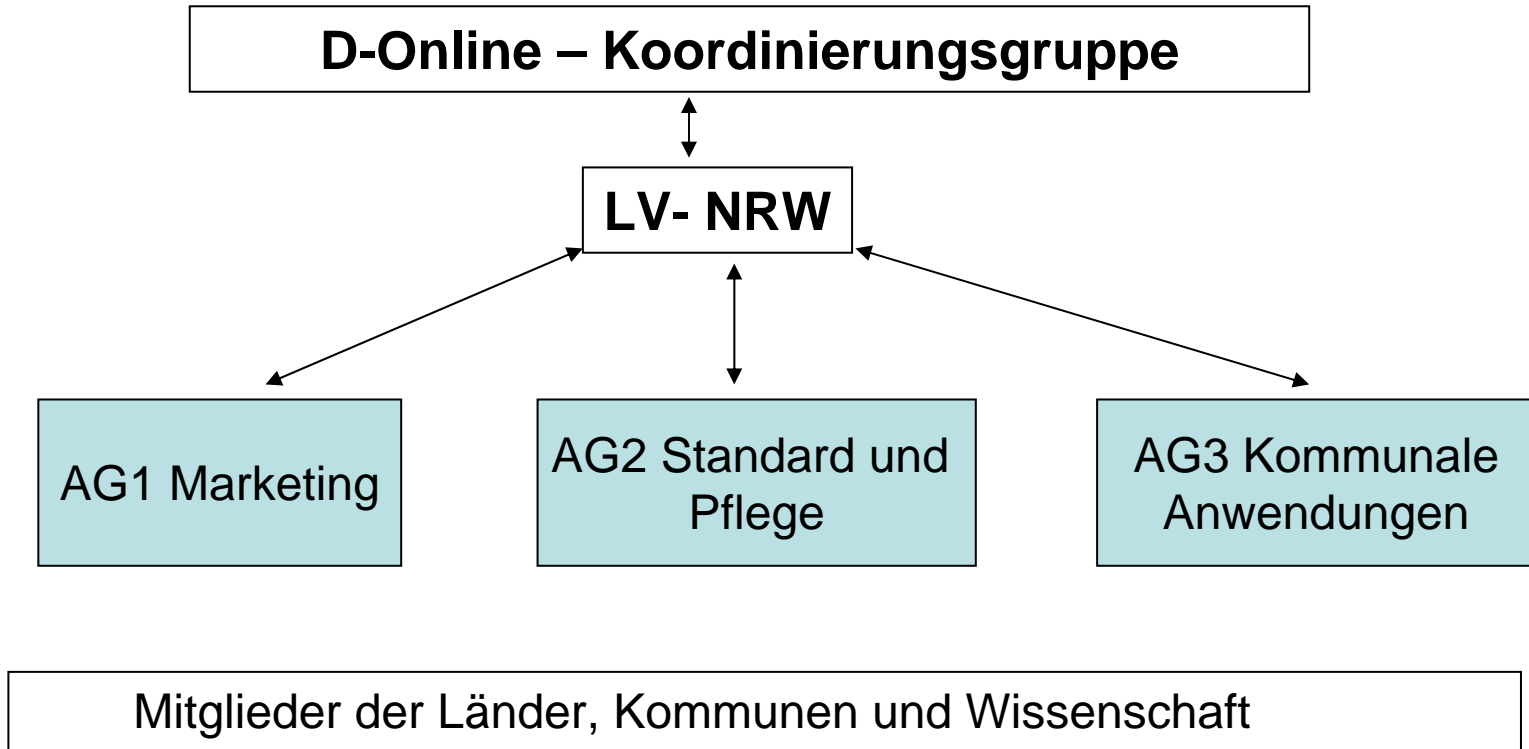 D-Online – Koordinierungsgruppe
LV- NRW
AG1 Marketing
AG2 Standard und
Pflege
AG3 Kommunale
Anwendungen
Mitglieder der Länder, Kommunen und Wissenschaft